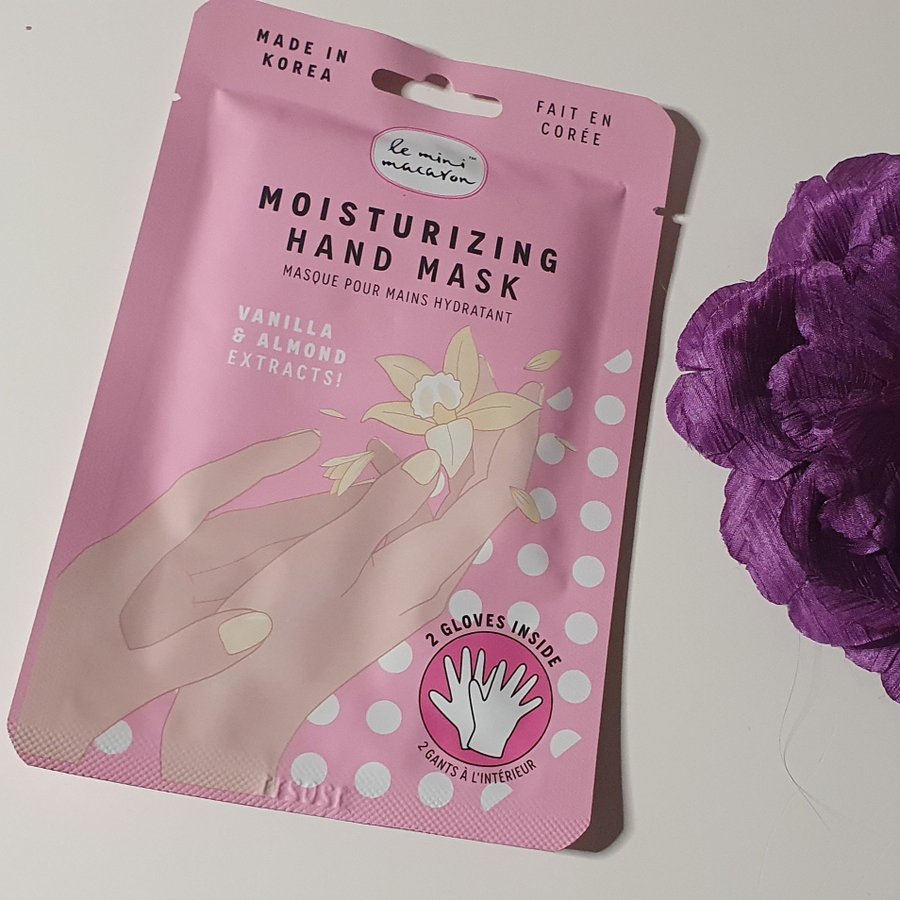 MADE IN
KOREA
FAIT EN
CORÉE
le mini™
macaron
MOISTURIZING
HAND MASK
MASQUE POUR MAINS HYDRATANT
VANILLA
& ALMOND
EXTRACTS!
2 GLOVES INSIDE
2 GANTS À L'INTÉRIEUR